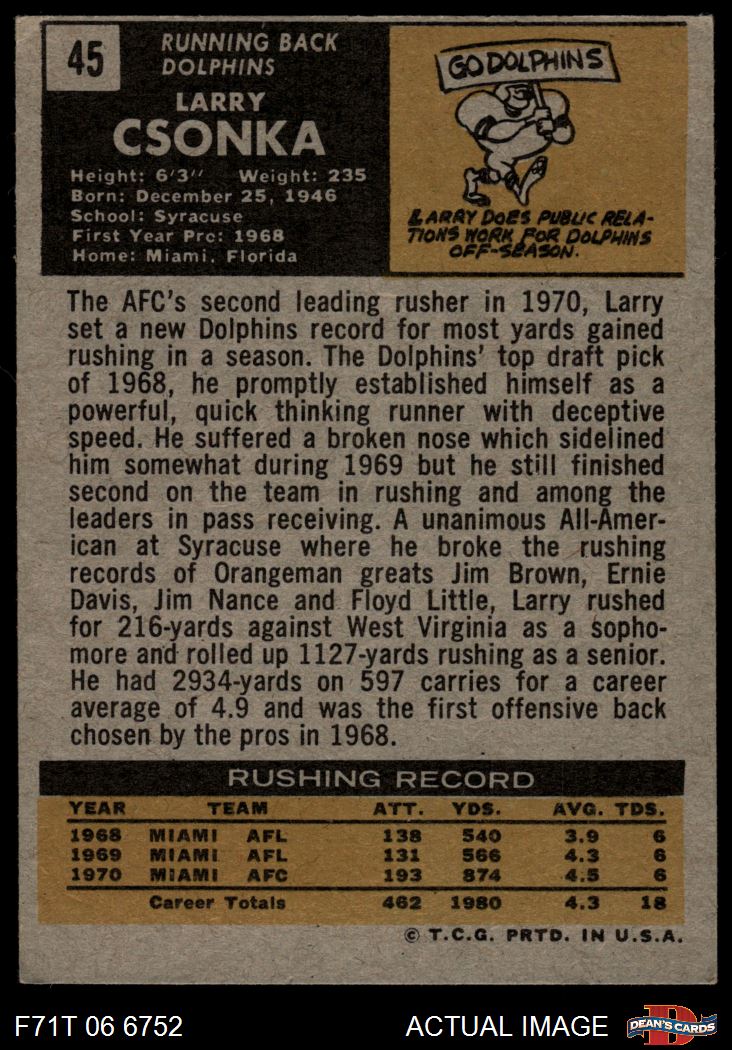 45
RUNNING BACK
DOLPHINS
LARRY
CSONKA
Height: 6'3" Weight: 235
Born: December 25, 1946
School: Syracuse
First Year Pro: 1968
Home: Miami, Florida
GO DOLPHINS
LARRY DOES PUBLIC RELA-
TIONS WORK FOR DOLPHINS
OFF-SEASON.
The AFC's second leading rusher in 1970, Larry
set a new Dolphins record for most yards gained
rushing in a season. The Dolphins' top draft pick
of 1968, he promptly established himself as a
powerful, quick thinking runner with deceptive
speed. He suffered a broken nose which sidelined
him somewhat during 1969 but he still finished
second on the team in rushing and among the
leaders in pass receiving. A unanimous All-Amer-
ican at Syracuse where he broke the rushing
records of Orangeman greats Jim Brown, Ernie
Davis, Jim Nance and Floyd Little, Larry rushed
for 216-yards against West Virginia as a sopho-
more and rolled up 1127-yards rushing as a senior.
He had 2934-yards on 597 carries for a career
average of 4.9 and was the first offensive back
chosen by the pros in 1968.
RUSHING RECORD
YEAR TEAM ATT. YDS. AVG. TDS.
1968 MIAMI AFL 138 540 3.9 6
1969 MIAMI AFL 131 566 4.3 6
1970 MIAMI AFC 193 874 4.5 6
Career Totals 462 1980 4.3 18
© T.C.G. PRTD. IN U.S.A.
F71T 06 6752 ACTUAL IMAGE
D
DEAN'S CARDS